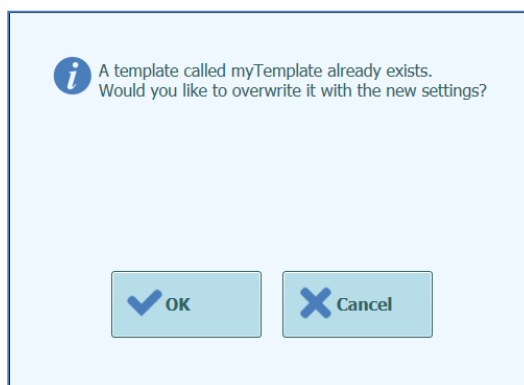 A template called myTemplate already exists.
Would you like to overwrite it with the new settings?
OK
Cancel